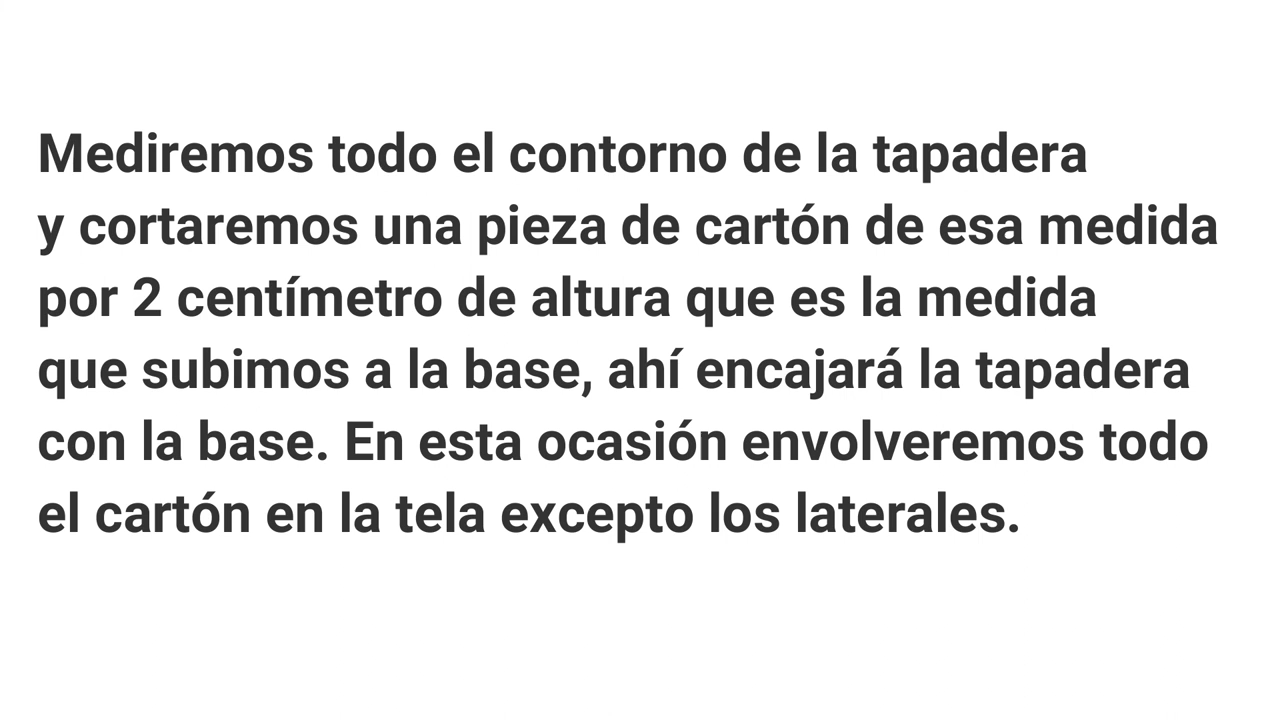 Mediremos todo el contorno de la tapadera
y cortaremos una pieza de cartón de esa medida
por 2 centímetro de altura que es la medida
que subimos a la base, ahí encajará la tapadera
con la base. En esta ocasión envolveremos todo
el cartón en la tela excepto los laterales.